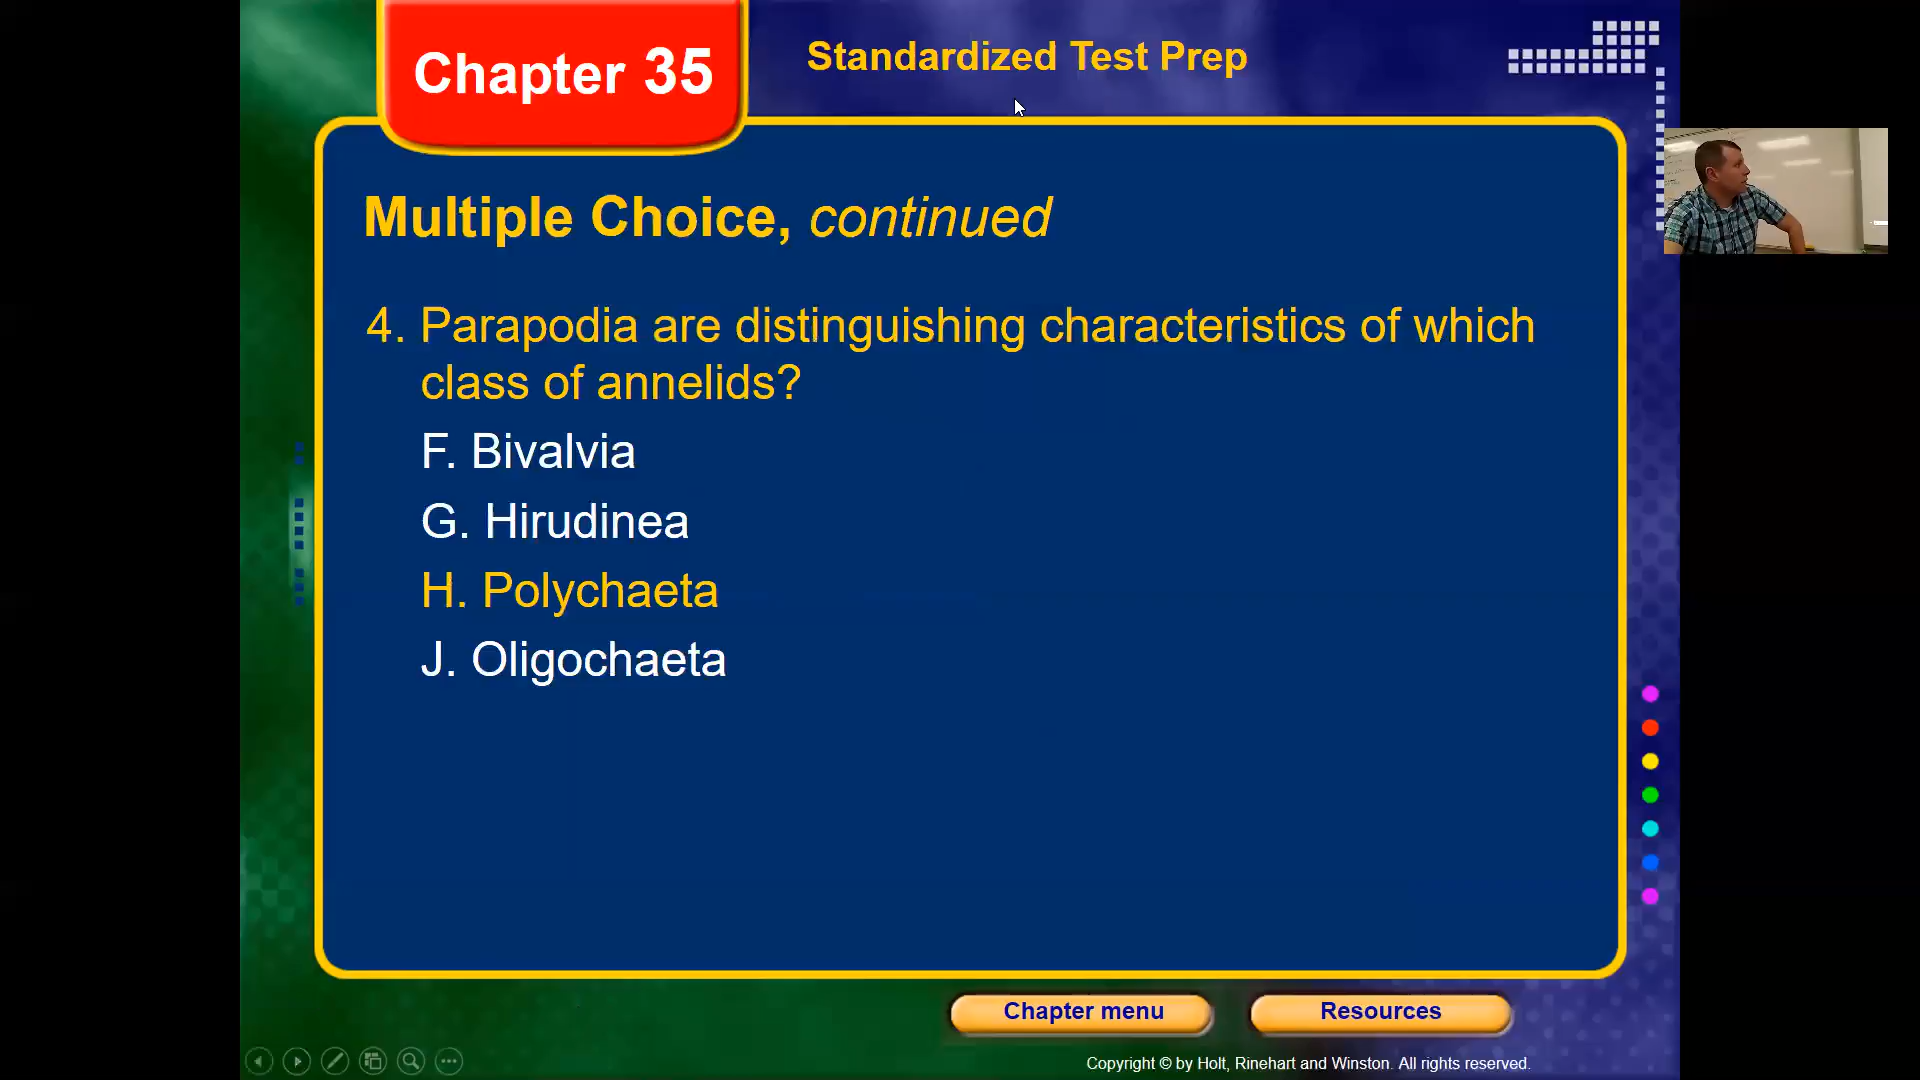 Chapter 35
Standardized Test Prep
Multiple Choice, continued
4. Parapodia are distinguishing characteristics of which
class of annelids?
F. Bivalvia
G. Hirudinea
H. Polychaeta
J. Oligochaeta
Chapter menu
Resources
Copyright © by Holt, Rinehart and Winston. All rights reserved.